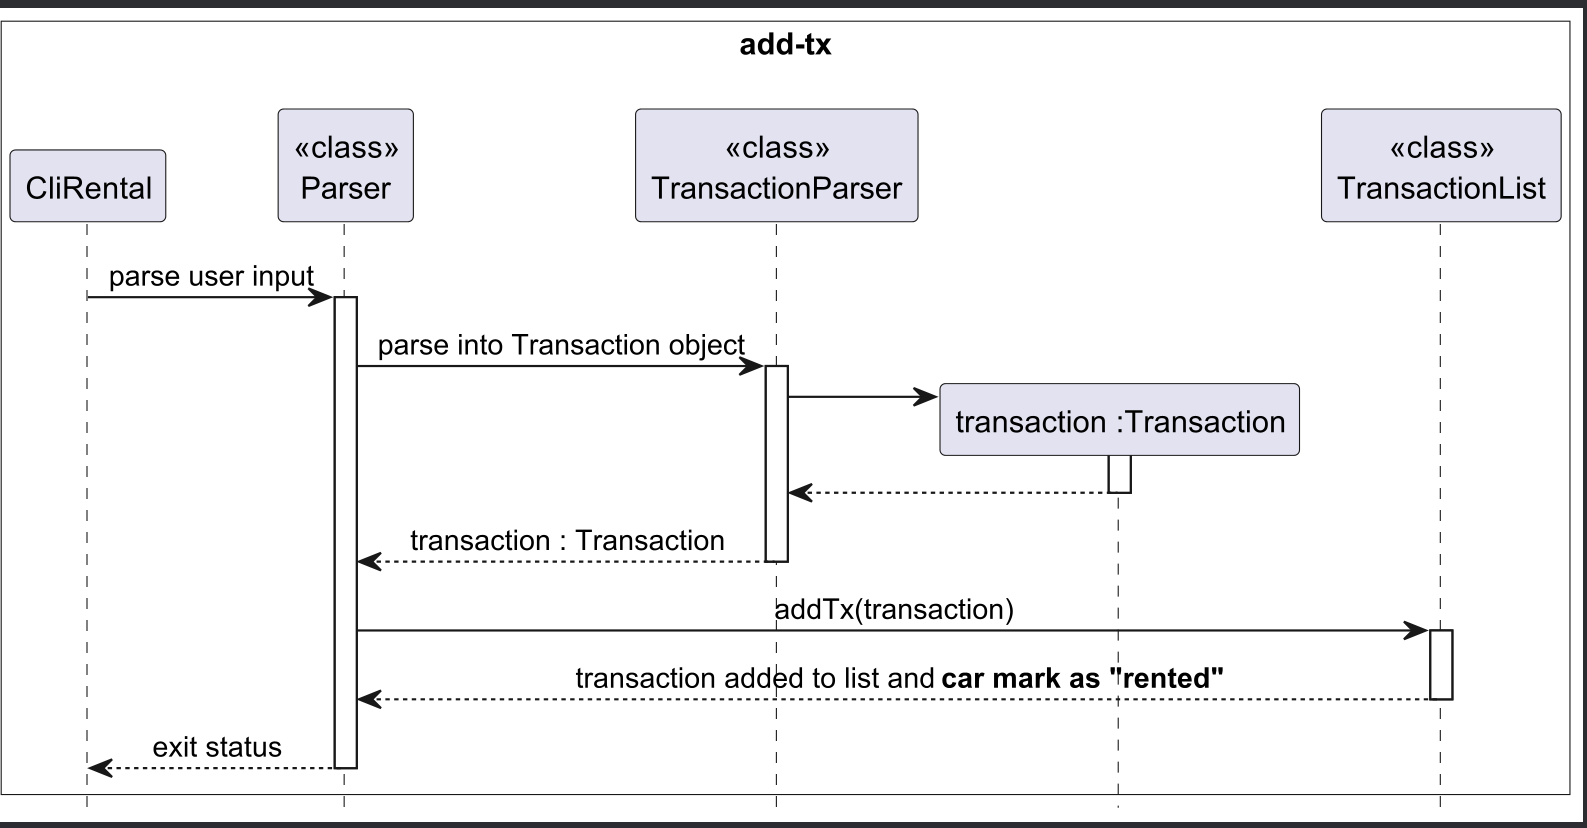 add-tx
CliRental
«class»
Parser
«class»
TransactionParser
«class»
TransactionList
parse user input
parse into Transaction object
transaction :Transaction
transaction : Transaction
addTx(transaction)
transaction added to list and car mark as "rented"
exit status